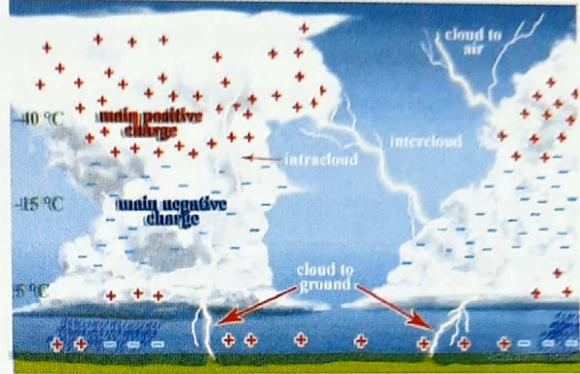 cloud to
air
-40 °C
main positive
charge
intercloud
intracloud
-15 °C
main negative
charge
cloud to
ground
5 °C